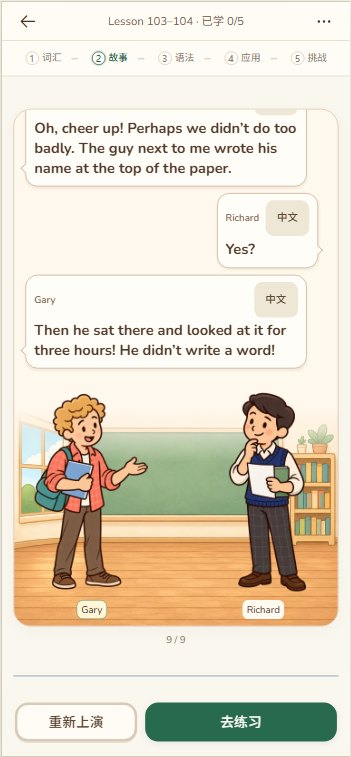 Lesson 103–104 · 已学 0/5
1 词汇 – 2 故事 – 3 语法 – 4 应用 – 5 挑战
Oh, cheer up! Perhaps we didn’t do too
badly. The guy next to me wrote his
name at the top of the paper.
Richard 中文
Yes?
Gary 中文
Then he sat there and looked at it for
three hours! He didn’t write a word!
Gary Richard
9 / 9
重新上演 去练习